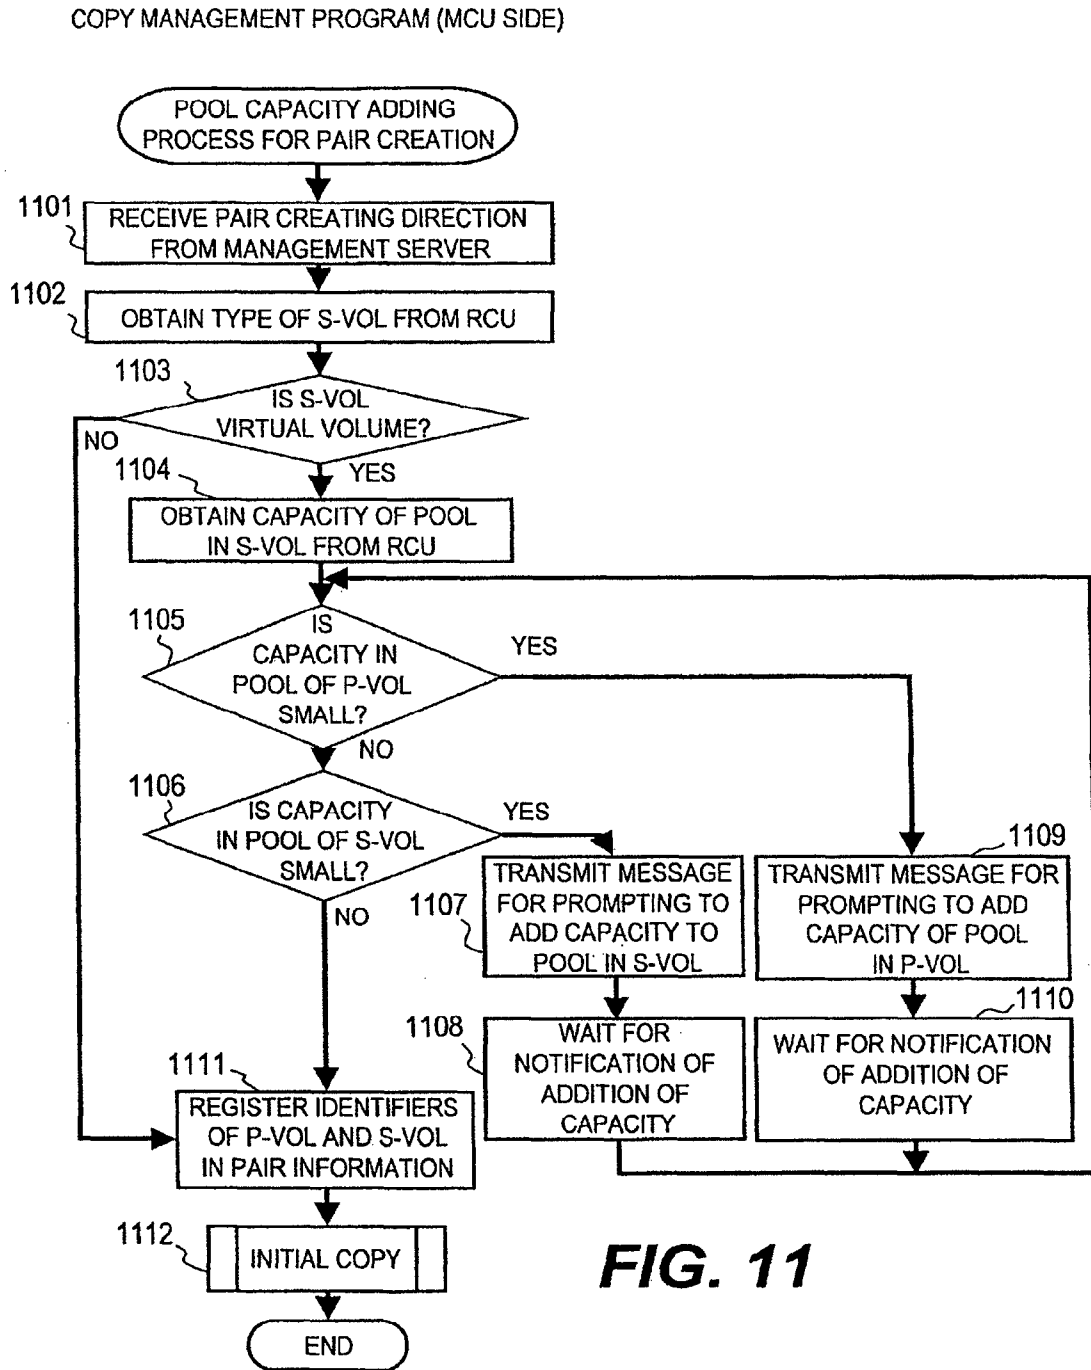 COPY MANAGEMENT PROGRAM (MCU SIDE)
POOL CAPACITY ADDING
PROCESS FOR PAIR CREATION
1101
RECEIVE PAIR CREATING DIRECTION
FROM MANAGEMENT SERVER
1102
OBTAIN TYPE OF S-VOL FROM RCU
1103
IS S-VOL
VIRTUAL VOLUME?
NO
YES
1104
OBTAIN CAPACITY OF POOL
IN S-VOL FROM RCU
1105
IS
CAPACITY IN
POOL OF P-VOL
SMALL?
YES
NO
1106
IS CAPACITY
IN POOL OF S-VOL
SMALL?
YES
NO
1107
TRANSMIT MESSAGE
FOR PROMPTING TO
ADD CAPACITY TO
POOL IN S-VOL
1109
TRANSMIT MESSAGE FOR
PROMPTING TO ADD
CAPACITY OF POOL
IN P-VOL
1108
WAIT FOR
NOTIFICATION OF
ADDITION OF
CAPACITY
1110
WAIT FOR NOTIFICATION
OF ADDITION OF
CAPACITY
1111
REGISTER IDENTIFIERS
OF P-VOL AND S-VOL
IN PAIR INFORMATION
1112
INITIAL COPY
END
FIG. 11